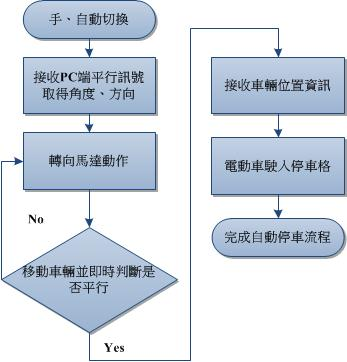 手、自動切換
接收PC端平行訊號
取得角度、方向
轉向馬達動作
No
移動車輛並即時判斷是
否平行
Yes
接收車輛位置資訊
電動車駛入停車格
完成自動停車流程